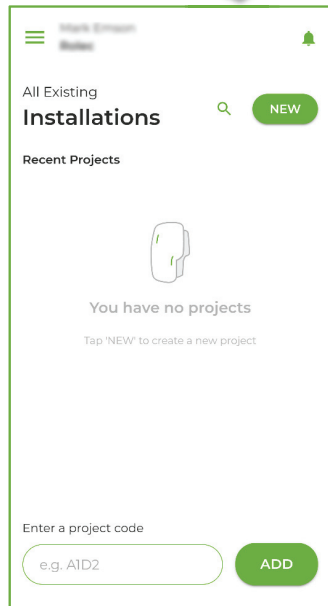 All Existing
Installations
NEW
Recent Projects
You have no projects
Tap 'NEW' to create a new project
Enter a project code
e.g. A1D2
ADD